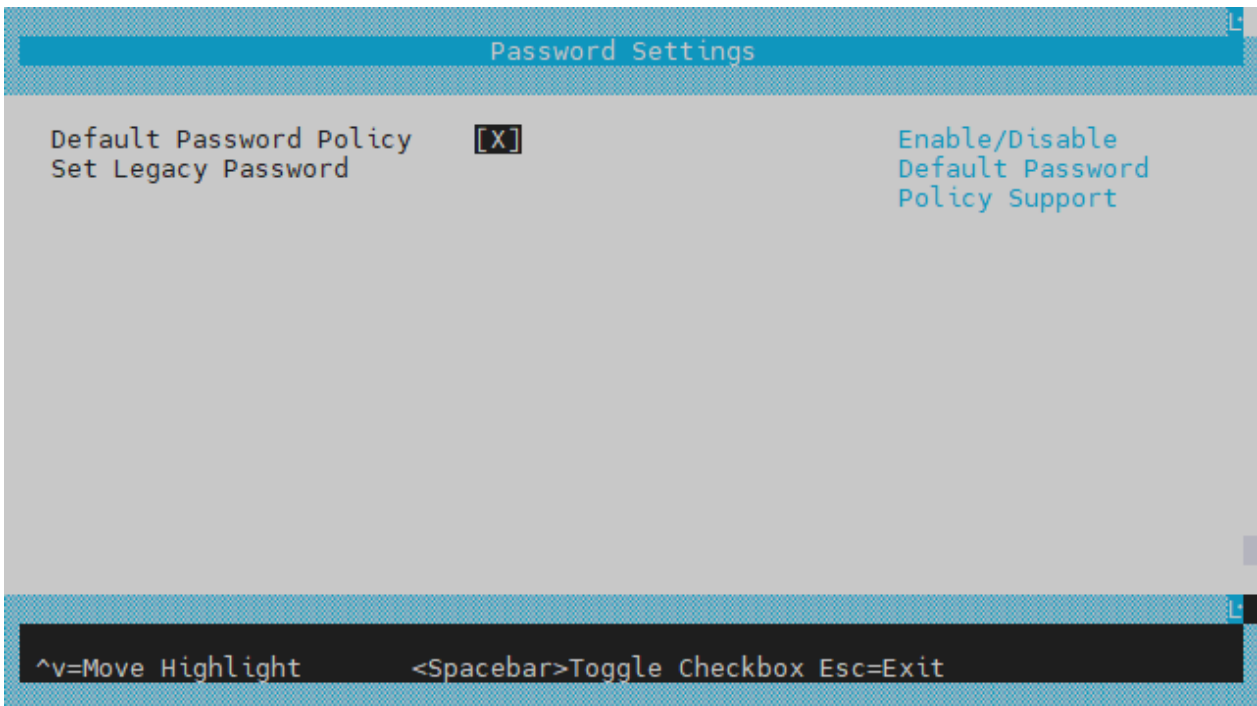 Password Settings
Default Password Policy [X]
Set Legacy Password
Enable/Disable
Default Password
Policy Support
^v=Move Highlight <Spacebar>Toggle Checkbox Esc=Exit